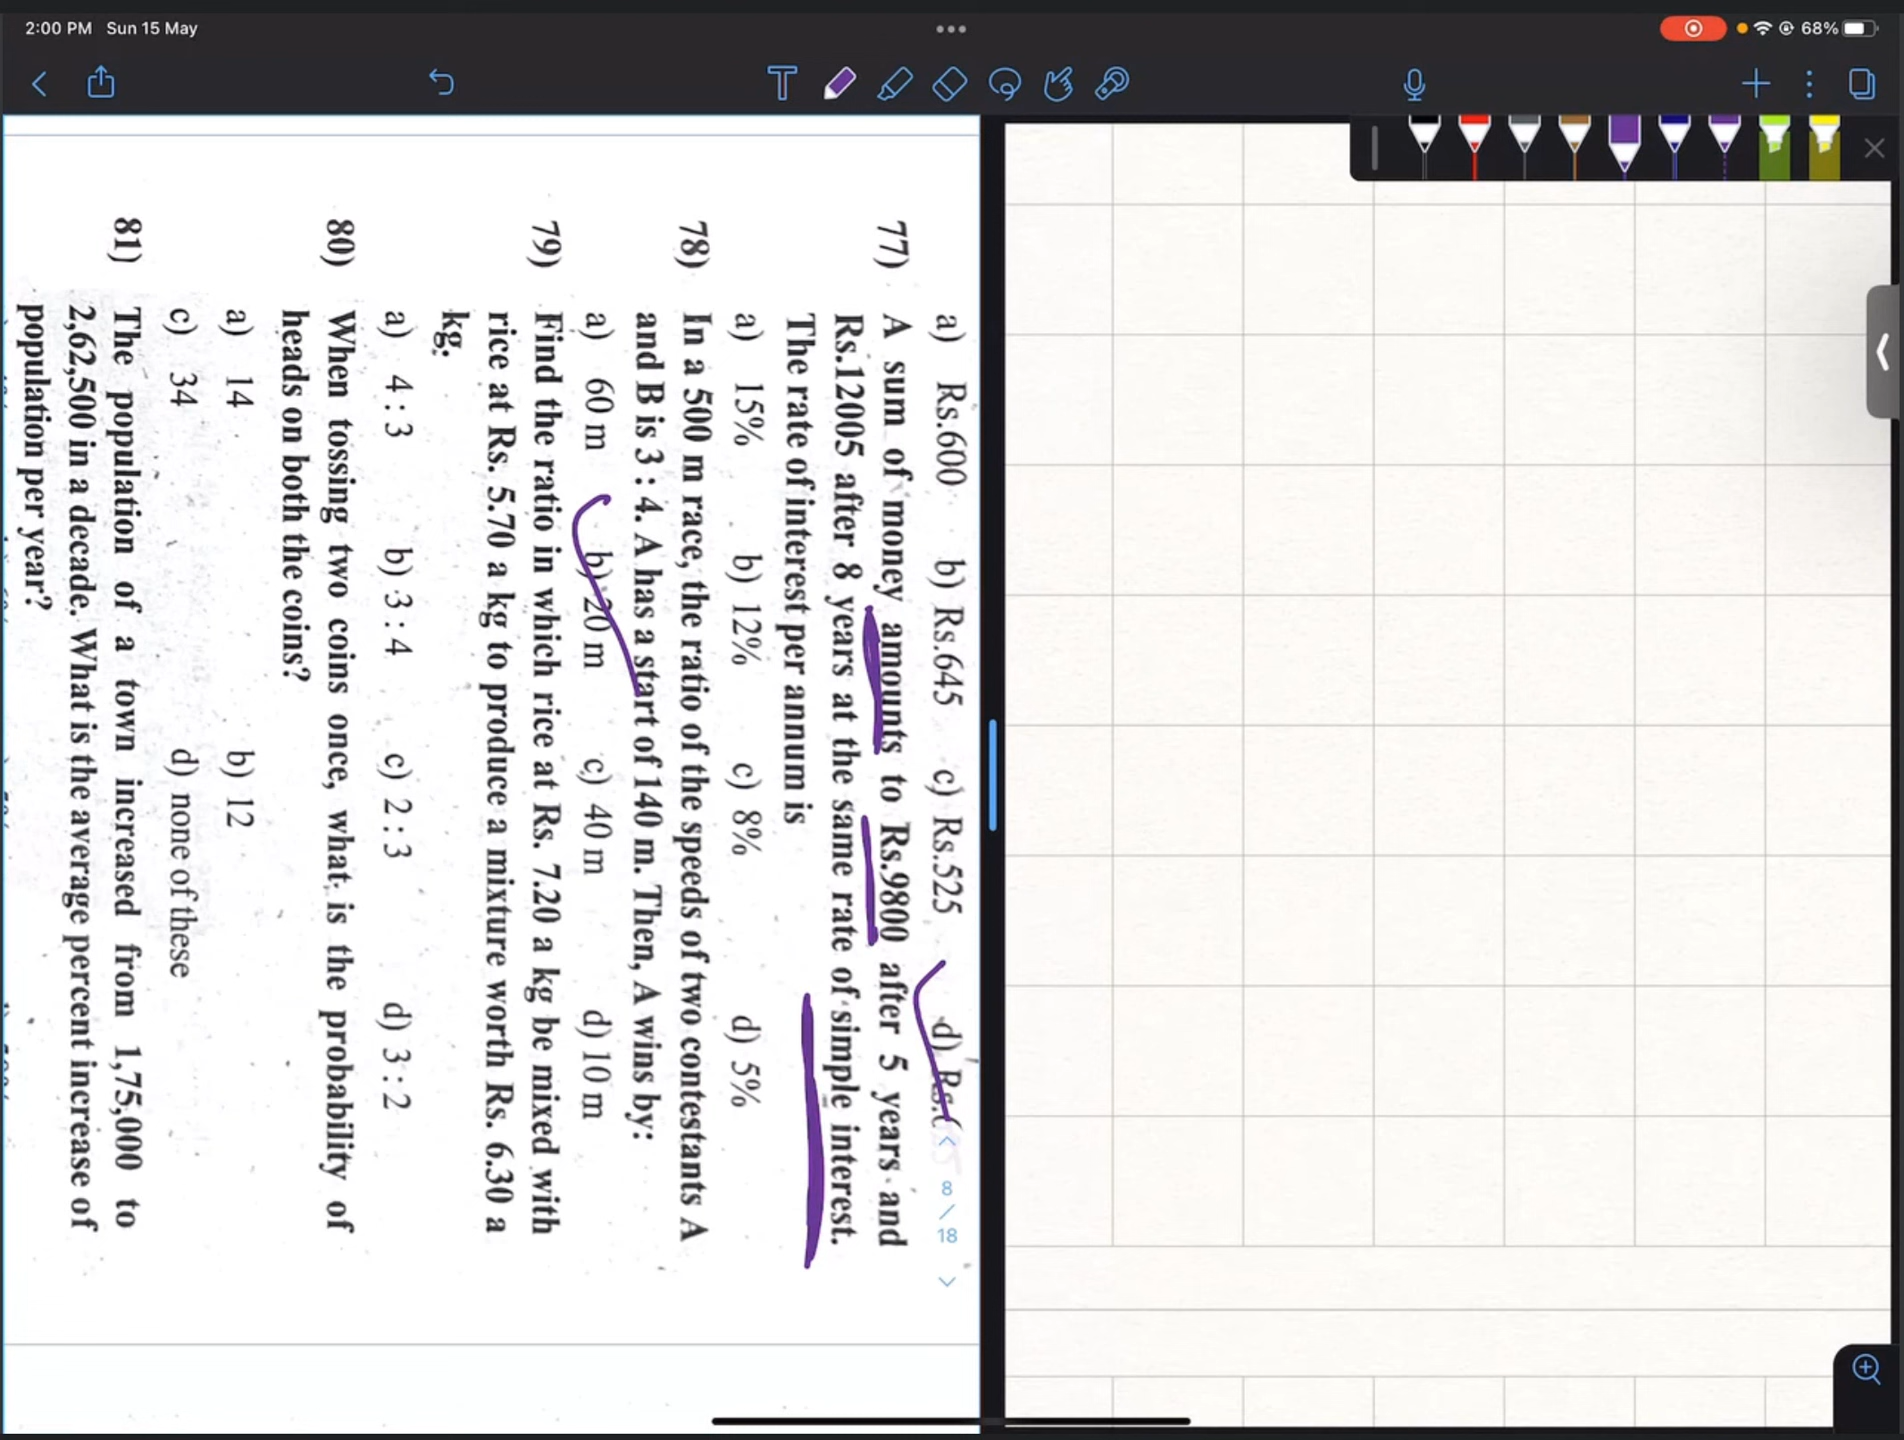 2:00 PM Sun 15 May
68%
a) Rs.600 b) Rs.645 c) Rs.525 d) Rs.
77) A sum of money amounts to Rs.9800 after 5 years and
Rs.12005 after 8 years at the same rate of simple interest.
The rate of interest per annum is
a) 15% b) 12% c) 8% d) 5%
78) In a 500 m race, the ratio of the speeds of two contestants A
and B is 3 : 4. A has a start of 140 m. Then, A wins by:
a) 60 m b) 20 m c) 40 m d) 10 m
79) Find the ratio in which rice at Rs. 7.20 a kg be mixed with
rice at Rs. 5.70 a kg to produce a mixture worth Rs. 6.30 a
kg.
a) 4 : 3 b) 3 : 4 c) 2 : 3 d) 3 : 2
80) When tossing two coins once, what is the probability of
heads on both the coins?
a) 14 b) 12
c) 34 d) none of these
81) The population of a town increased from 1,75,000 to
2,62,500 in a decade. What is the average percent increase of
population per year?
8 / 18